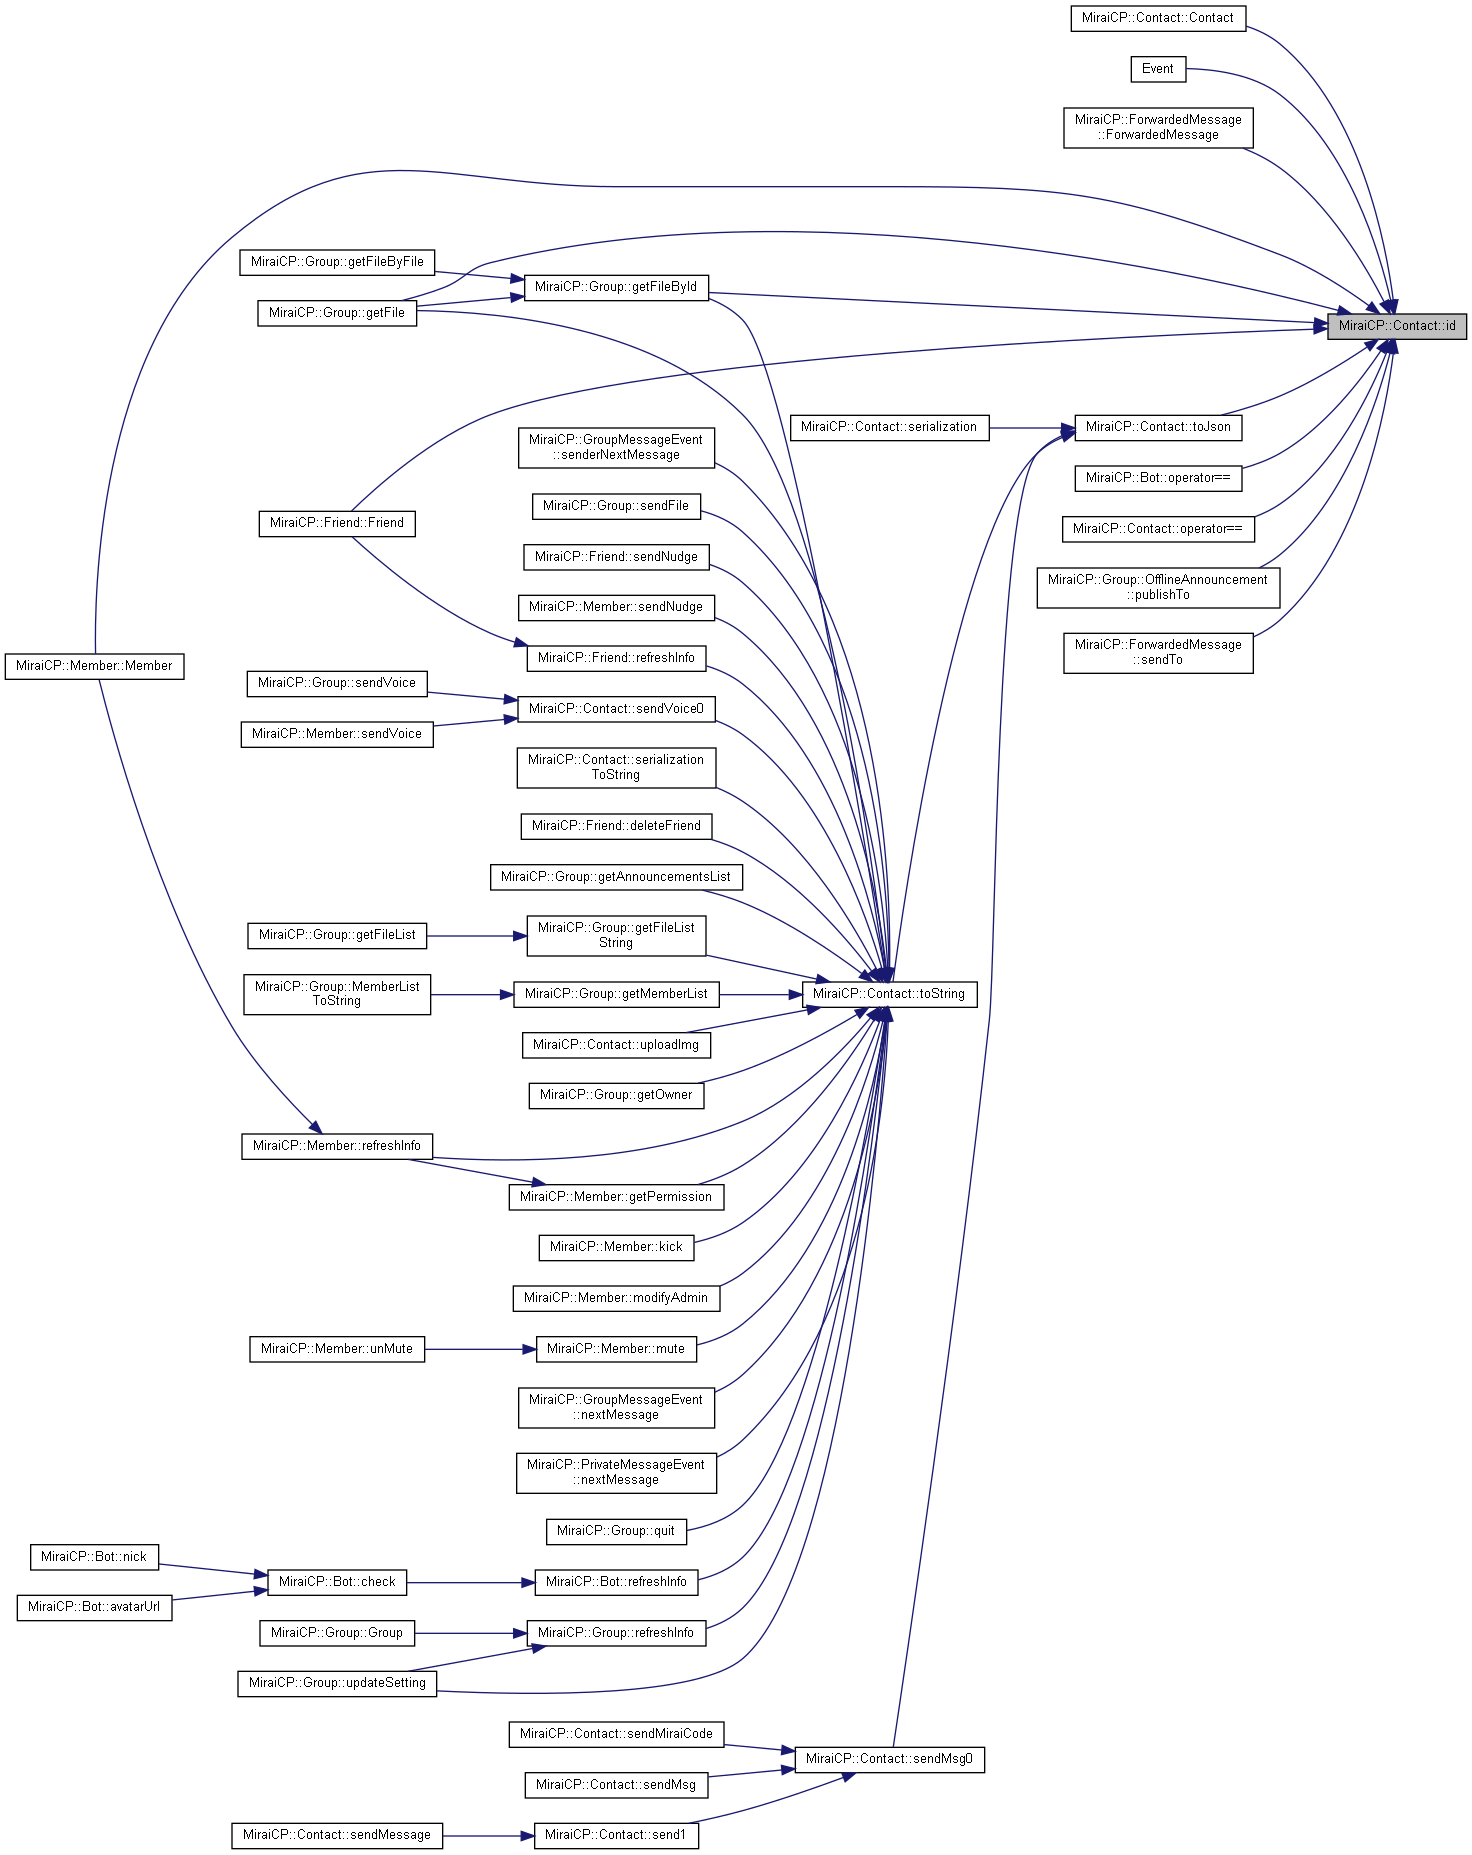 MiraiCP::Contact::Contact
Event
MiraiCP::ForwardedMessage
::ForwardedMessage
MiraiCP::Group::getFileByFile
MiraiCP::Group::getFileById
MiraiCP::Group::getFile
MiraiCP::Contact::id
MiraiCP::Contact::serialization
MiraiCP::Contact::toJson
MiraiCP::GroupMessageEvent
::senderNextMessage
MiraiCP::Bot::operator==
MiraiCP::Group::sendFile
MiraiCP::Friend::Friend
MiraiCP::Contact::operator==
MiraiCP::Friend::sendNudge
MiraiCP::Group::OfflineAnnouncement
::publishTo
MiraiCP::Member::sendNudge
MiraiCP::ForwardedMessage
::sendTo
MiraiCP::Member::Member
MiraiCP::Friend::refreshInfo
MiraiCP::Group::sendVoice
MiraiCP::Contact::sendVoice0
MiraiCP::Member::sendVoice
MiraiCP::Contact::serialization
ToString
MiraiCP::Friend::deleteFriend
MiraiCP::Group::getAnnouncementsList
MiraiCP::Group::getFileList
MiraiCP::Group::getFileList
String
MiraiCP::Group::MemberList
ToString
MiraiCP::Group::getMemberList
MiraiCP::Contact::toString
MiraiCP::Contact::uploadImg
MiraiCP::Group::getOwner
MiraiCP::Member::refreshInfo
MiraiCP::Member::getPermission
MiraiCP::Member::kick
MiraiCP::Member::modifyAdmin
MiraiCP::Member::unMute
MiraiCP::Member::mute
MiraiCP::GroupMessageEvent
::nextMessage
MiraiCP::PrivateMessageEvent
::nextMessage
MiraiCP::Group::quit
MiraiCP::Bot::nick
MiraiCP::Bot::check
MiraiCP::Bot::refreshInfo
MiraiCP::Bot::avatarUrl
MiraiCP::Group::Group
MiraiCP::Group::refreshInfo
MiraiCP::Group::updateSetting
MiraiCP::Contact::sendMiraiCode
MiraiCP::Contact::sendMsg0
MiraiCP::Contact::sendMsg
MiraiCP::Contact::sendMessage
MiraiCP::Contact::send1